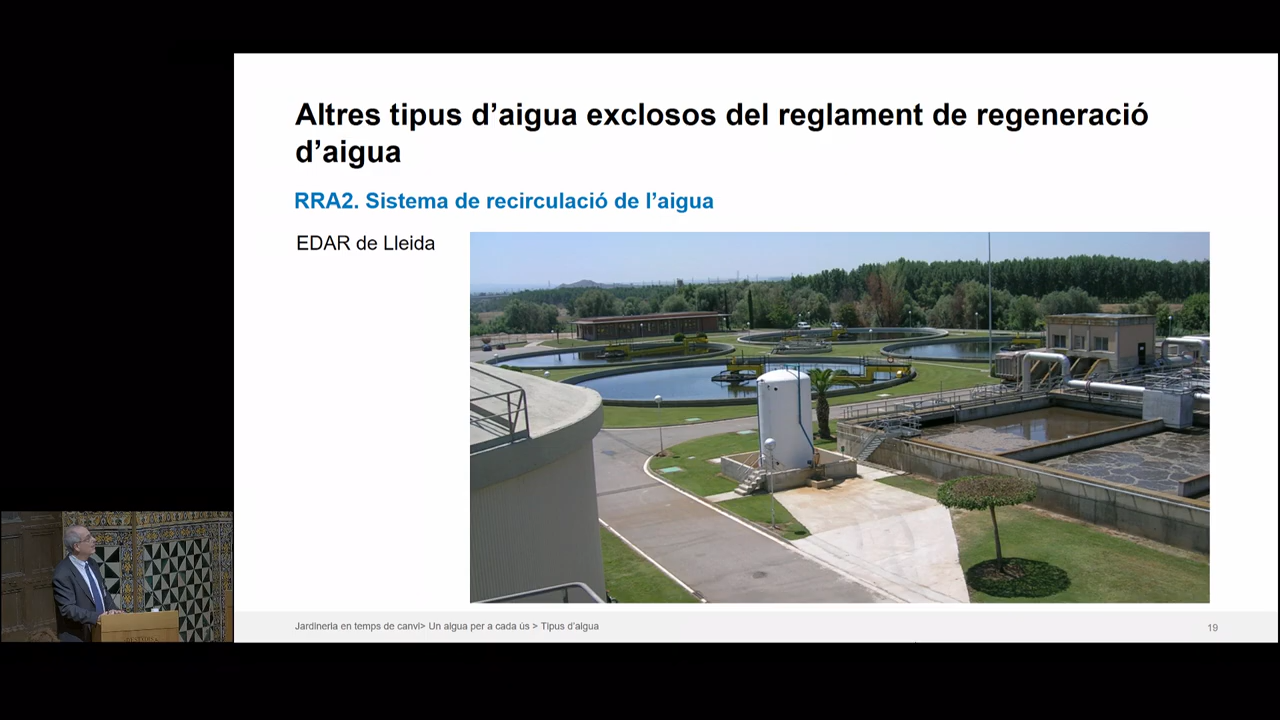 Altres tipus d’aigua exclosos del reglament de regeneració
d’aigua
RRA2. Sistema de recirculació de l’aigua
EDAR de Lleida
Jardineria en temps de canvi> Un aigua per a cada ús > Tipus d’aigua
19